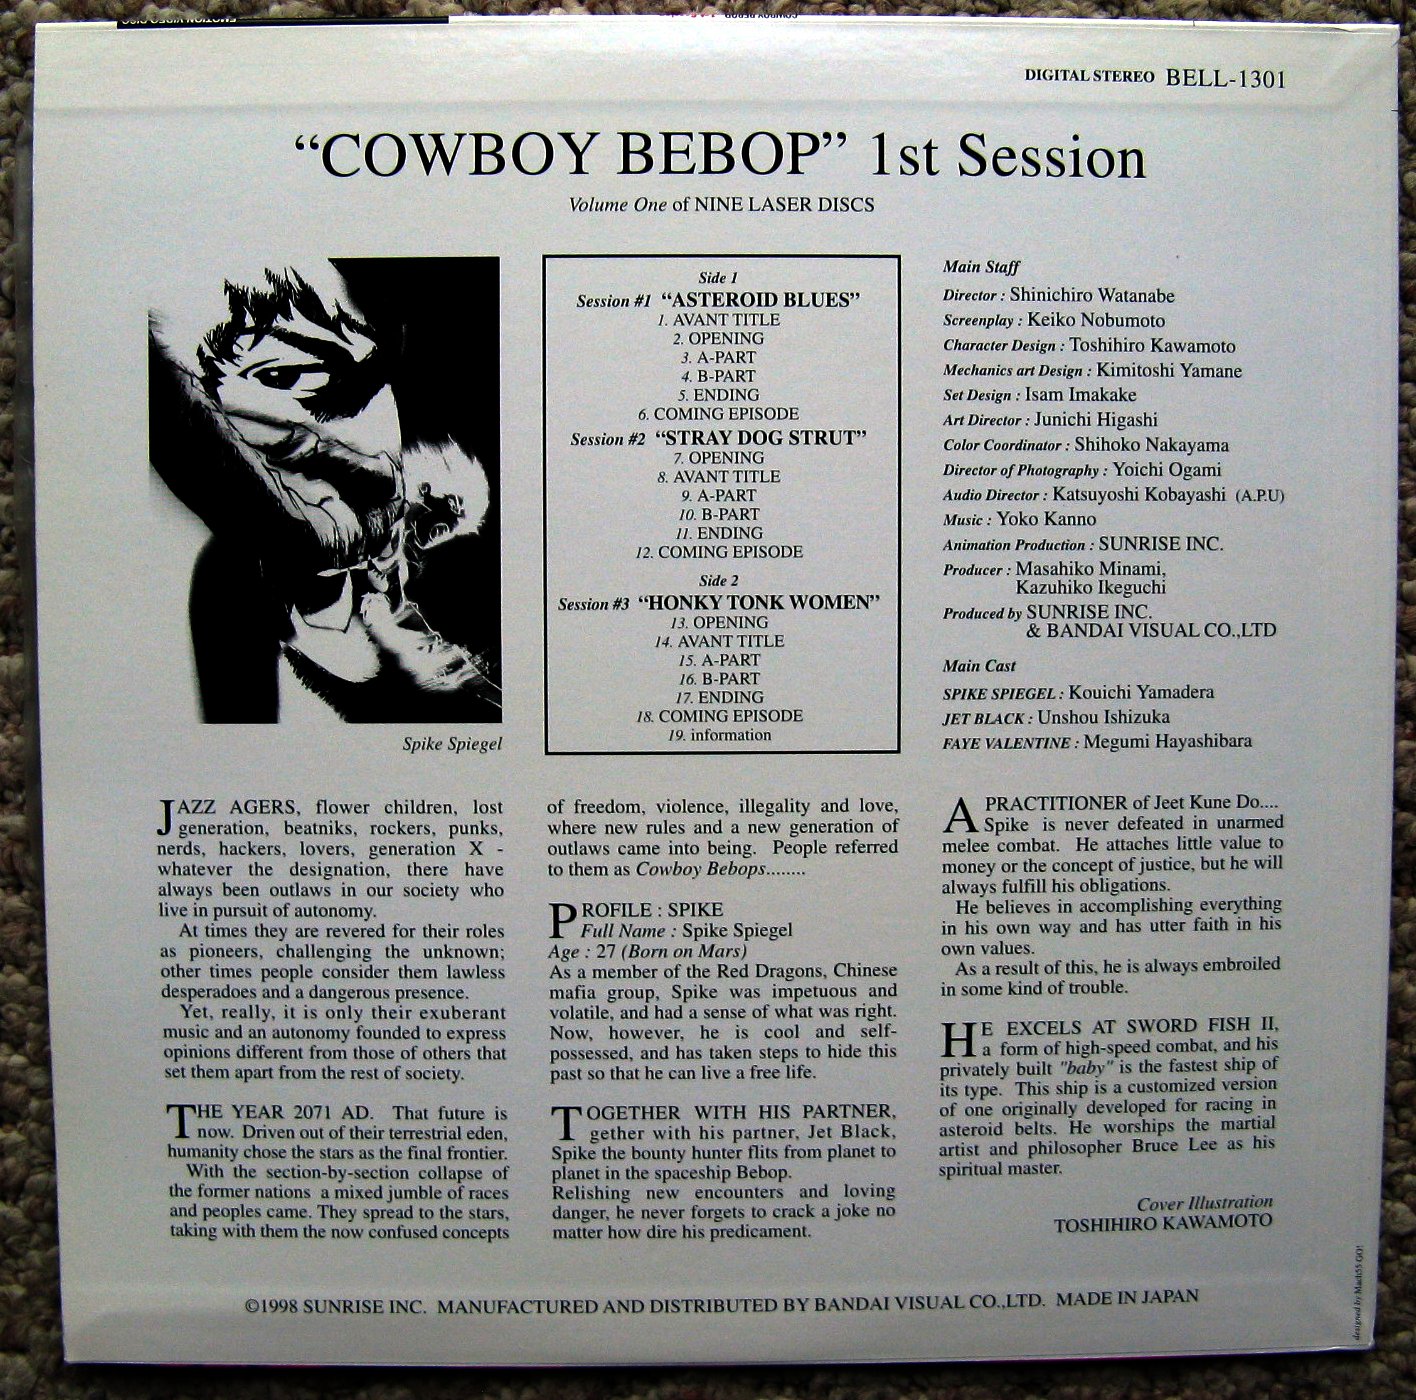 DIGITAL STEREO BELL-1301
“COWBOY BEBOP” 1st Session
Volume One of NINE LASER DISCS
Spike Spiegel
Side 1
Session #1 “ASTEROID BLUES”
1. AVANT TITLE
2. OPENING
3. A-PART
4. B-PART
5. ENDING
6. COMING EPISODE
Session #2 “STRAY DOG STRUT”
7. OPENING
8. AVANT TITLE
9. A-PART
10. B-PART
11. ENDING
12. COMING EPISODE
Side 2
Session #3 “HONKY TONK WOMEN”
13. OPENING
14. AVANT TITLE
15. A-PART
16. B-PART
17. ENDING
18. COMING EPISODE
19. information
Main Staff
Director : Shinichiro Watanabe
Screenplay : Keiko Nobumoto
Character Design : Toshihiro Kawamoto
Mechanics art Design : Kimitoshi Yamane
Set Design : Isam Imakake
Art Director : Junichi Higashi
Color Coordinator : Shihoko Nakayama
Director of Photography : Yoichi Ogami
Audio Director : Katsuyoshi Kobayashi (A.P.U)
Music : Yoko Kanno
Animation Production : SUNRISE INC.
Producer : Masahiko Minami,
Kazuhiko Ikeguchi
Produced by SUNRISE INC.
& BANDAI VISUAL CO.,LTD
Main Cast
SPIKE SPIEGEL : Kouichi Yamadera
JET BLACK : Unshou Ishizuka
FAYE VALENTINE : Megumi Hayashibara
JAZZ AGERS, flower children, lost
generation, beatniks, rockers, punks,
nerds, hackers, lovers, generation X -
whatever the designation, there have
always been outlaws in our society who
live in pursuit of autonomy.
At times they are revered for their roles
as pioneers, challenging the unknown;
other times people consider them lawless
desperadoes and a dangerous presence.
Yet, really, it is only their exuberant
music and an autonomy founded to express
opinions different from those of others that
set them apart from the rest of society.
THE YEAR 2071 AD. That future is
now. Driven out of their terrestrial eden,
humanity chose the stars as the final frontier.
With the section-by-section collapse of
the former nations a mixed jumble of races
and peoples came. They spread to the stars,
taking with them the now confused concepts
of freedom, violence, illegality and love,
where new rules and a new generation of
outlaws came into being. People referred
to them as Cowboy Bebops........
PROFILE : SPIKE
Full Name : Spike Spiegel
Age : 27 (Born on Mars)
As a member of the Red Dragons, Chinese
mafia group, Spike was impetuous and
volatile, and had a sense of what was right.
Now, however, he is cool and self-
possessed, and has taken steps to hide this
past so that he can live a free life.
TOGETHER WITH HIS PARTNER,
gether with his partner, Jet Black,
Spike the bounty hunter flits from planet to
planet in the spaceship Bebop.
Relishing new encounters and loving
danger, he never forgets to crack a joke no
matter how dire his predicament.
A PRACTITIONER of Jeet Kune Do....
Spike is never defeated in unarmed
melee combat. He attaches little value to
money or the concept of justice, but he will
always fulfill his obligations.
He believes in accomplishing everything
in his own way and has utter faith in his
own values.
As a result of this, he is always embroiled
in some kind of trouble.
HE EXCELS AT SWORD FISH II,
a form of high-speed combat, and his
privately built "baby" is the fastest ship of
its type. This ship is a customized version
of one originally developed for racing in
asteroid belts. He worships the martial
artist and philosopher Bruce Lee as his
spiritual master.
Cover Illustration
TOSHIHIRO KAWAMOTO
©1998 SUNRISE INC. MANUFACTURED AND DISTRIBUTED BY BANDAI VISUAL CO.,LTD. MADE IN JAPAN
designed by Mach55 GO!
EMOTION VIDEO DISC
COWBOY BEBOP